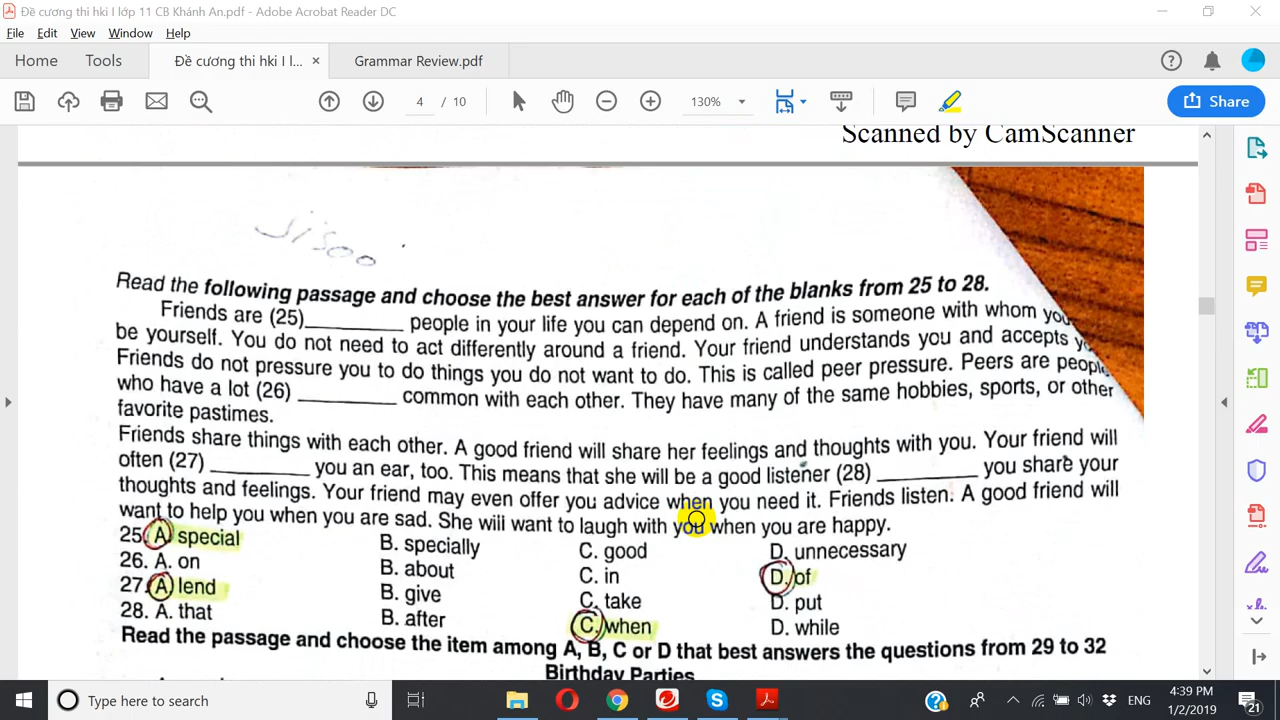 Đề cương thi hki I lớp 11 CB Khánh An.pdf - Adobe Acrobat Reader DC
File Edit View Window Help
Home Tools Đề cương thi hki I l... × Grammar Review.pdf
4 / 10 130% Share
Scanned by CamScanner
Jisoo
Read the following passage and choose the best answer for each of the blanks from 25 to 28.
Friends are (25)__________ people in your life you can depend on. A friend is someone with whom you
be yourself. You do not need to act differently around a friend. Your friend understands you and accepts
Friends do not pressure you to do things you do not want to do. This is called peer pressure. Peers are people
who have a lot (26) __________ common with each other. They have many of the same hobbies, sports, or other
favorite pastimes.
Friends share things with each other. A good friend will share her feelings and thoughts with you. Your friend will
often (27) __________ you an ear, too. This means that she will be a good listener (28) __________ you share your
thoughts and feelings. Your friend may even offer you advice when you need it. Friends listen. A good friend will
want to help you when you are sad. She will want to laugh with you when you are happy.
25. A. special B. specially C. good D. unnecessary
26. A. on B. about C. in D. of
27. A. lend B. give C. take D. put
28. A. that B. after C. when D. while
Read the passage and choose the item among A, B, C or D that best answers the questions from 29 to 32
Birthday Parties
Type here to search
ENG
4:39 PM
1/2/2019
21